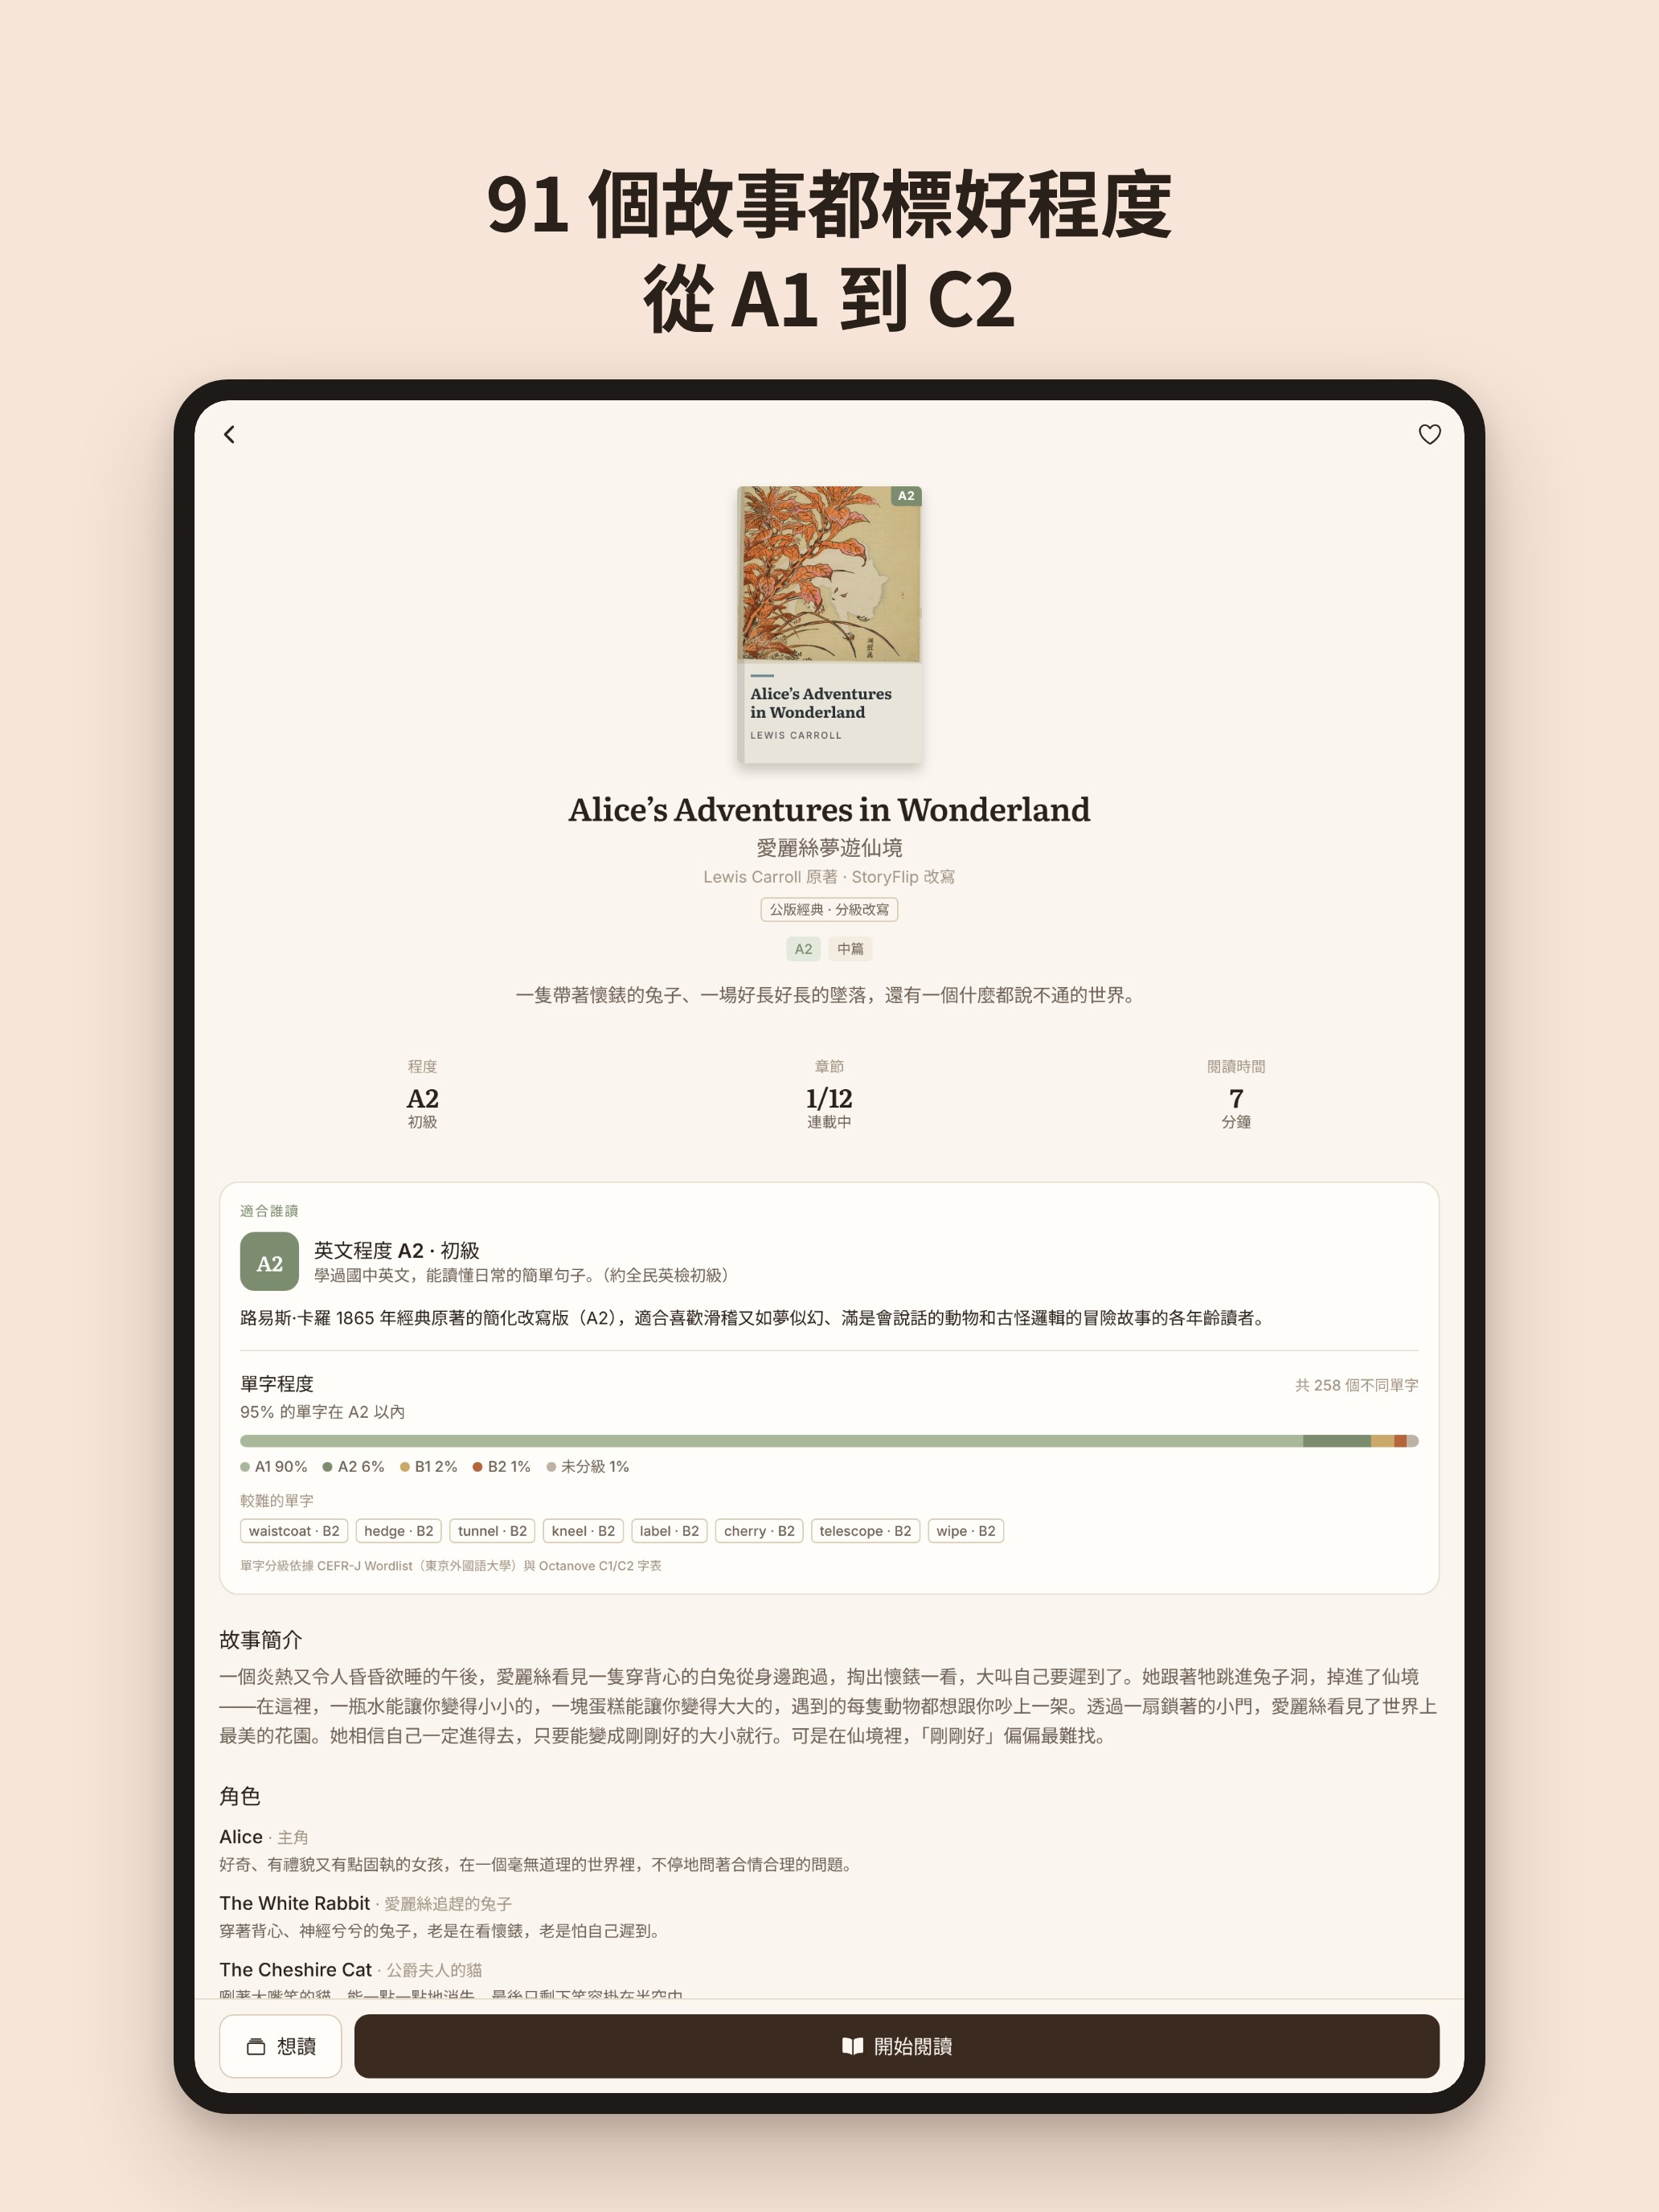 91 個故事都標好程度
從 A1 到 C2
A2
Alice's Adventures
in Wonderland
LEWIS CARROLL
Alice's Adventures in Wonderland
愛麗絲夢遊仙境
Lewis Carroll 原著 · StoryFlip 改寫
公版經典 · 分級改寫
A2 中篇
一隻帶著懷錶的兔子、一場好長好長的墜落，還有一個什麼都說不通的世界。
程度 章節 閱讀時間
A2 1/12 7
初級 連載中 分鐘
適合誰讀
A2
英文程度 A2 · 初級
學過國中英文，能讀懂日常的簡單句子。（約全民英檢初級）
路易斯·卡羅 1865 年經典原著的簡化改寫版（A2），適合喜歡滑稽又如夢似幻、滿是會說話的動物和古怪邏輯的冒險故事的各年齡讀者。
單字程度 共 258 個不同單字
95% 的單字在 A2 以內
A1 90% A2 6% B1 2% B2 1% 未分級 1%
較難的單字
waistcoat · B2 hedge · B2 tunnel · B2 kneel · B2 label · B2 cherry · B2 telescope · B2 wipe · B2
單字分級依據 CEFR-J Wordlist（東京外國語大學）與 Octanove C1/C2 字表
故事簡介
一個炎熱又令人昏昏欲睡的午後，愛麗絲看見一隻穿背心的白兔從身邊跑過，掏出懷錶一看，大叫自己要遲到了。她跟著牠跳進兔子洞，掉進了仙境
——在這裡，一瓶水能讓你變得小小的，一塊蛋糕能讓你變得大大的，遇到的每隻動物都想跟你吵上一架。透過一扇鎖著的小門，愛麗絲看見了世界上
最美的花園。她相信自己一定進得去，只要能變成剛剛好的大小就行。可是在仙境裡，「剛剛好」偏偏最難找。
角色
Alice · 主角
好奇、有禮貌又有點固執的女孩，在一個毫無道理的世界裡，不停地問著合情合理的問題。
The White Rabbit · 愛麗絲追趕的兔子
穿著背心、神經兮兮的兔子，老是在看懷錶，老是怕自己遲到。
The Cheshire Cat · 公爵夫人的貓
咧著大嘴笑的貓，能一點一點地消失，最後只剩下笑容掛在半空中。
想讀 開始閱讀